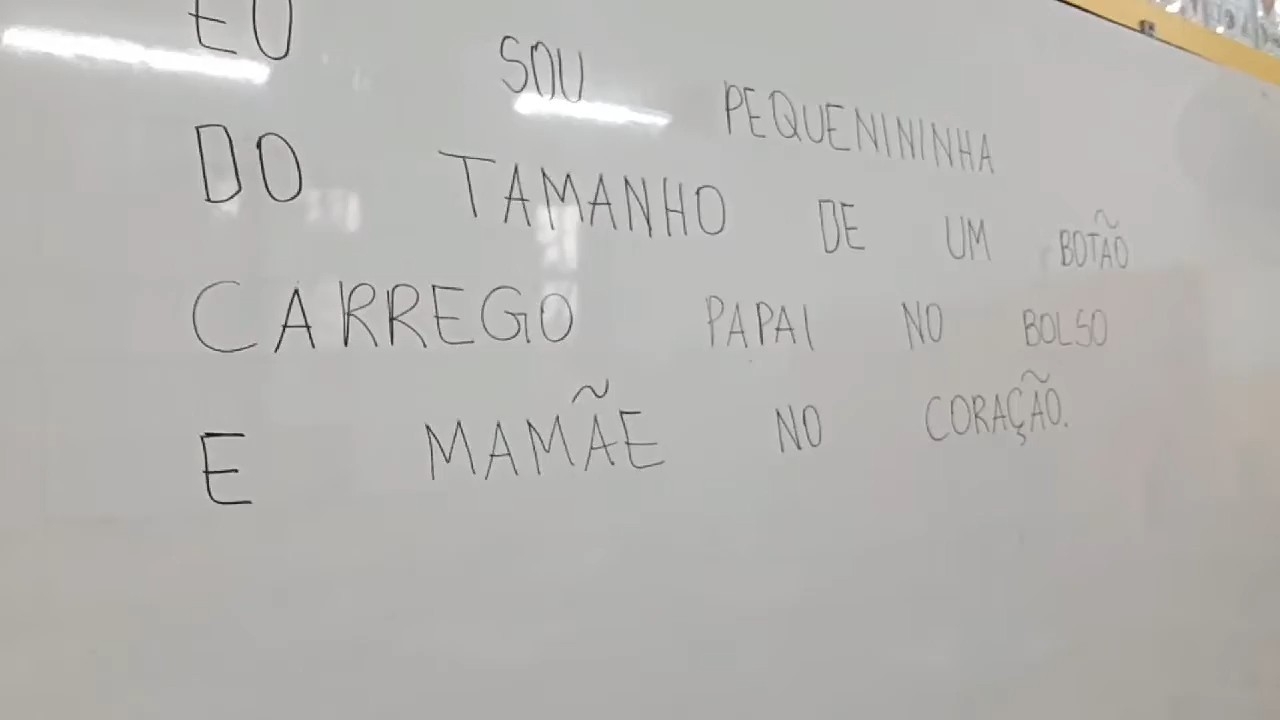 EU SOU PEQUENININHA
DO TAMANHO DE UM BOTÃO
CARREGO PAPAI NO BOLSO
E MAMÃE NO CORAÇÃO.